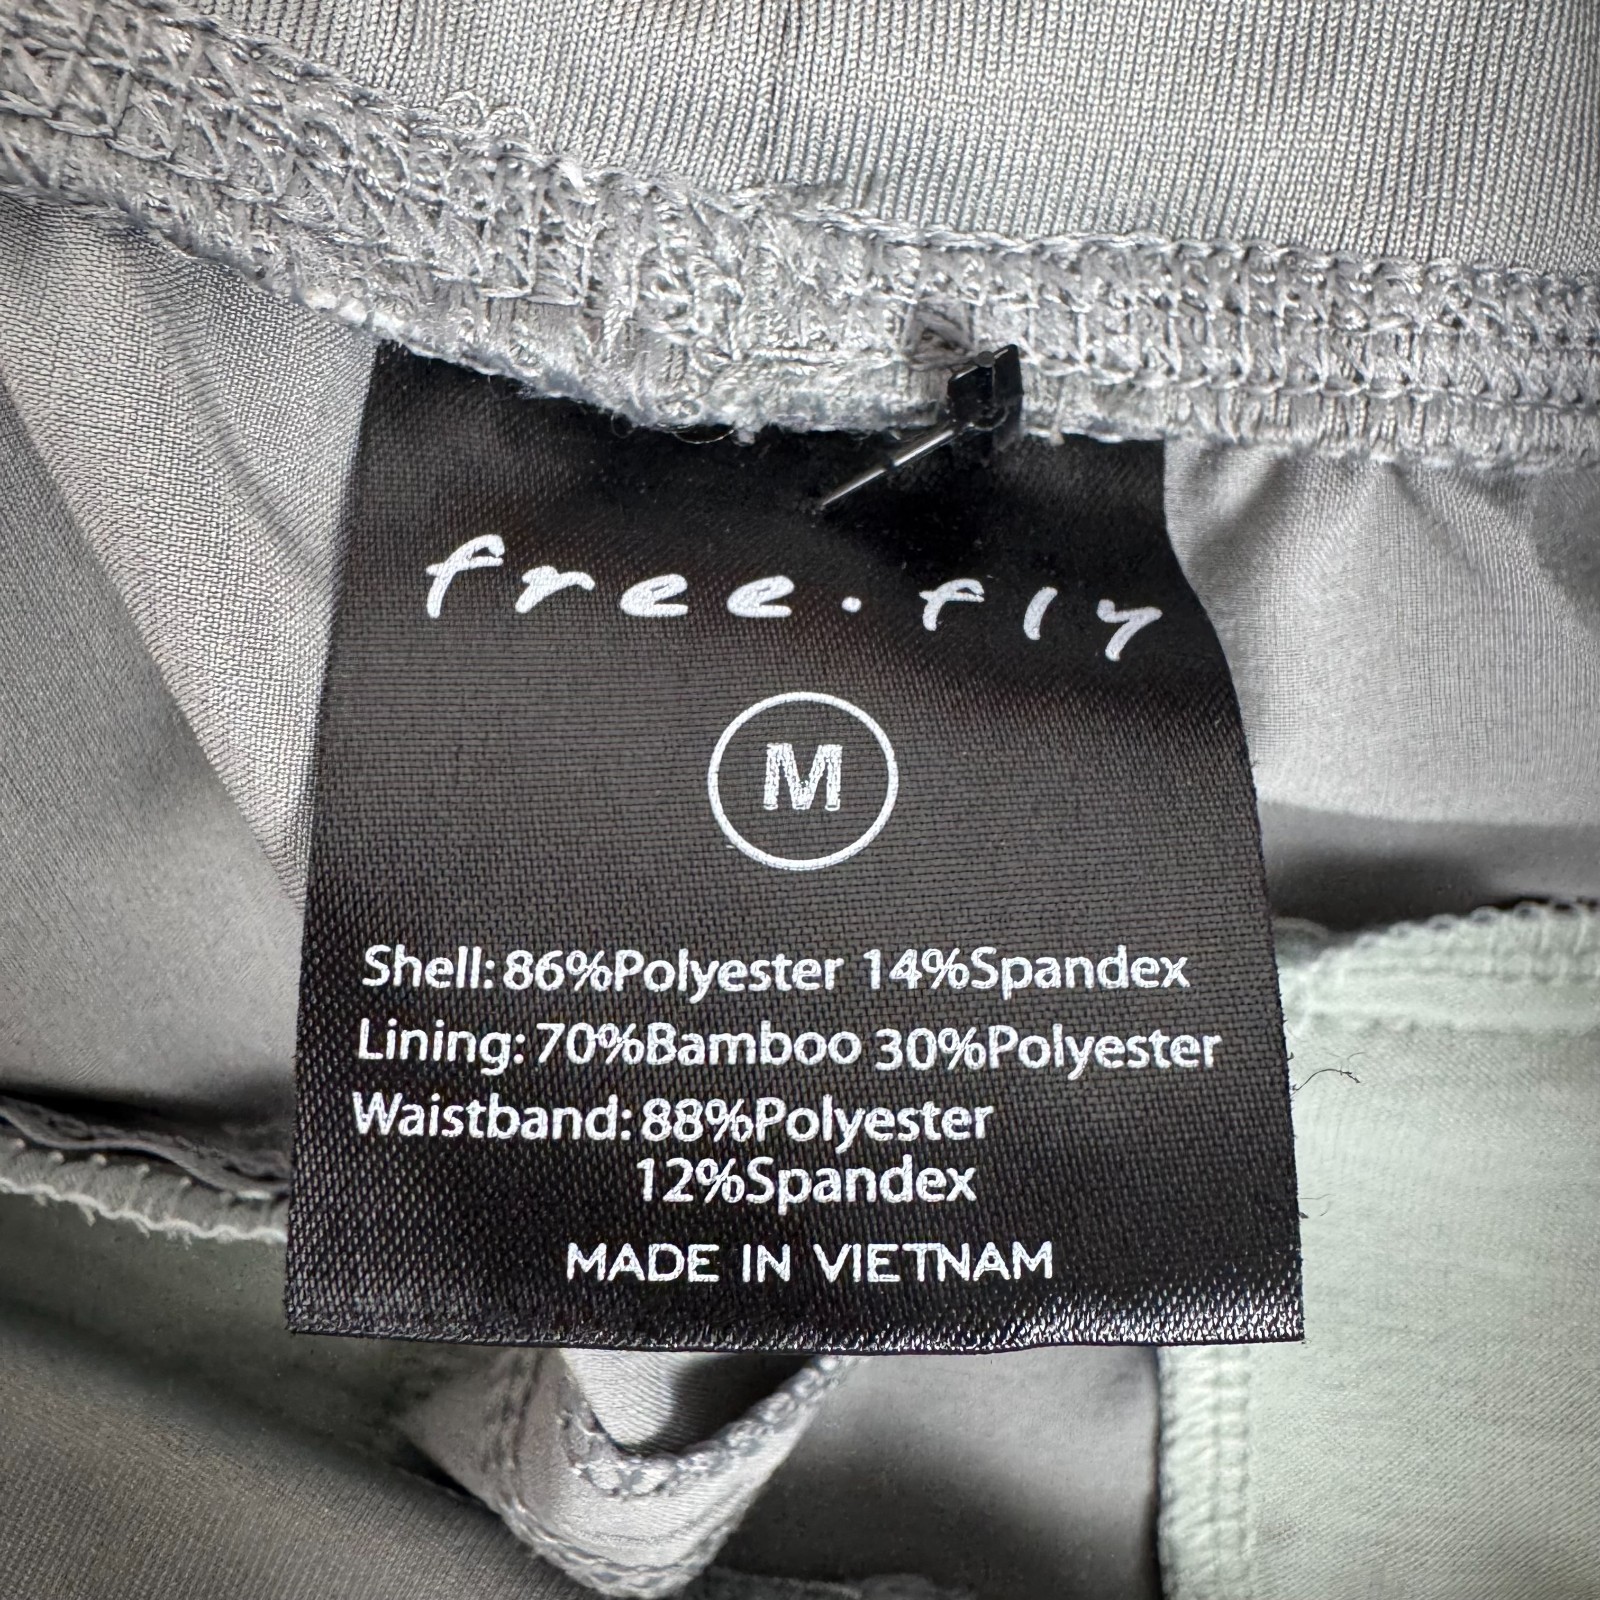 free•fly
M
Shell: 86%Polyester 14%Spandex
Lining: 70%Bamboo 30%Polyester
Waistband: 88%Polyester
12%Spandex
MADE IN VIETNAM